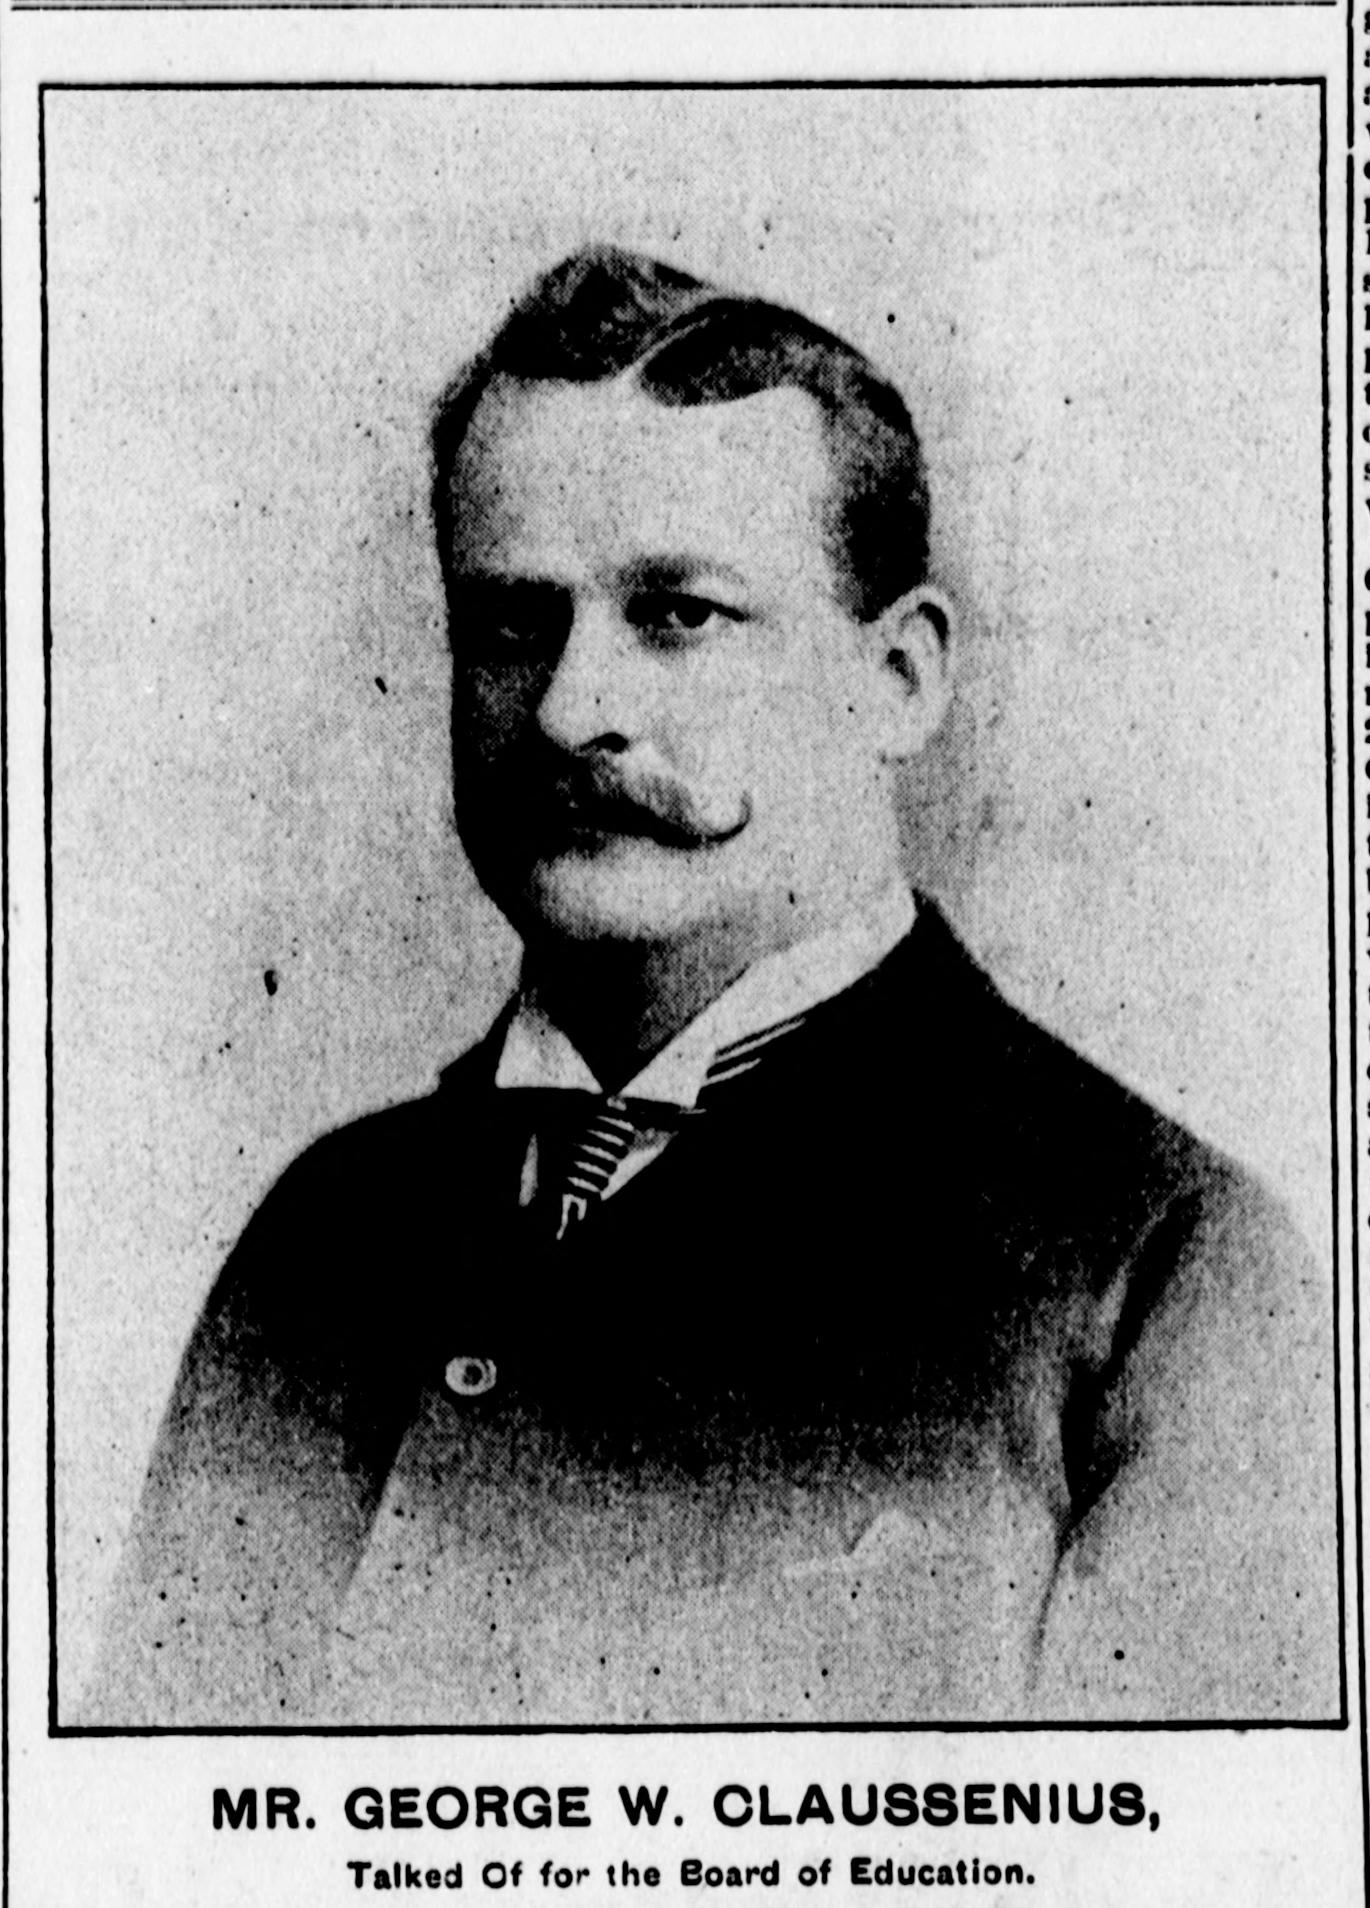 MR. GEORGE W. CLAUSSENIUS,
Talked Of for the Board of Education.